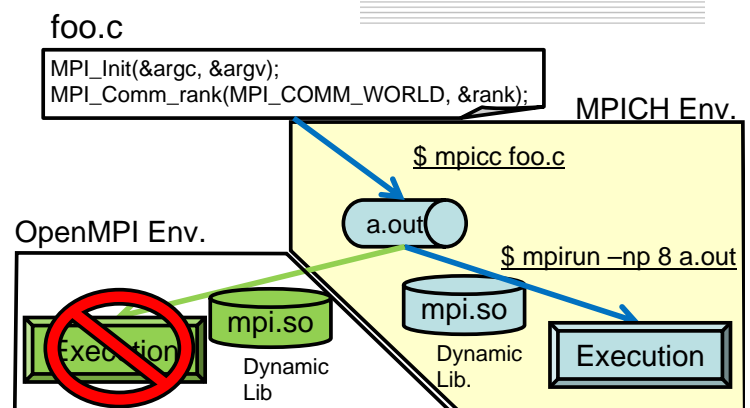 foo.c
MPI_Init(&argc, &argv);
MPI_Comm_rank(MPI_COMM_WORLD, &rank);
MPICH Env.
$ mpicc foo.c
a.out
OpenMPI Env.
$ mpirun –np 8 a.out
mpi.so
mpi.so
Execution
Execution
Dynamic
Lib
Dynamic
Lib.